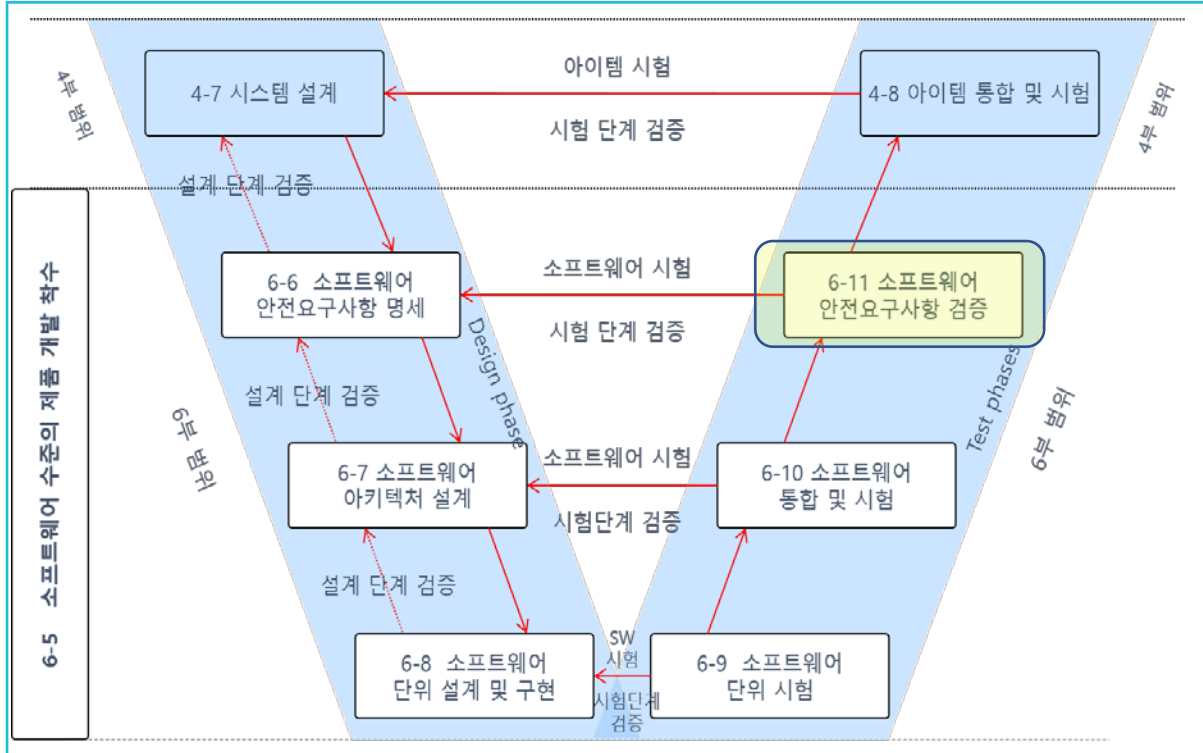 아이템 시험
4-7 시스템 설계
4-8 아이템 통합 및 시험
4부 범위
4부 범위
시험 단계 검증
설계 단계 검증
6-5 소프트웨어 수준의 제품 개발 착수
6-6 소프트웨어
안전요구사항 명세
소프트웨어 시험
시험 단계 검증
6-11 소프트웨어
안전요구사항 검증
Design phase
Test phases
설계 단계 검증
6부 범위
6부 범위
6-7 소프트웨어
아키텍처 설계
소프트웨어 시험
시험단계 검증
6-10 소프트웨어
통합 및 시험
설계 단계 검증
6-8 소프트웨어
단위 설계 및 구현
SW
시험
시험단계
검증
6-9 소프트웨어
단위 시험